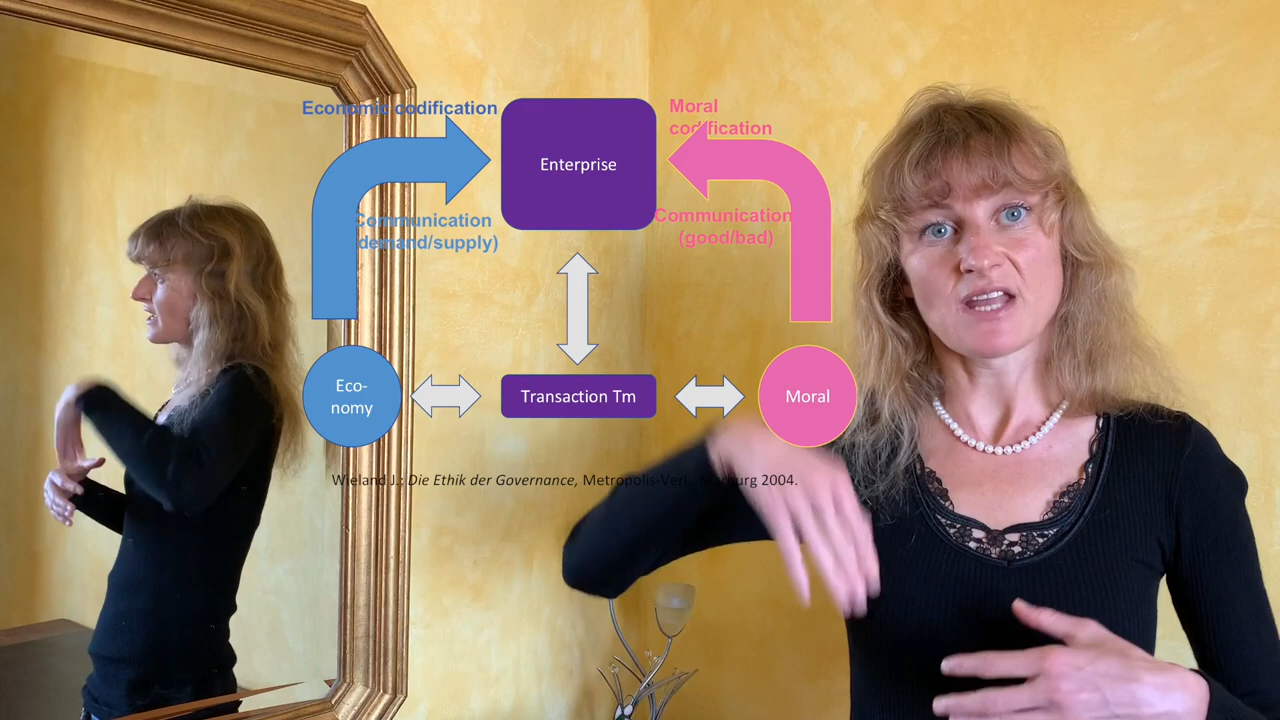 Economic codification
Moral
codification
Enterprise
Communication
demand/supply)
Communication
(good/bad)
Eco-
nomy
Transaction Tm
Moral
Wieland J.: Die Ethik der Governance, Metropolis-Verl., Marburg 2004.